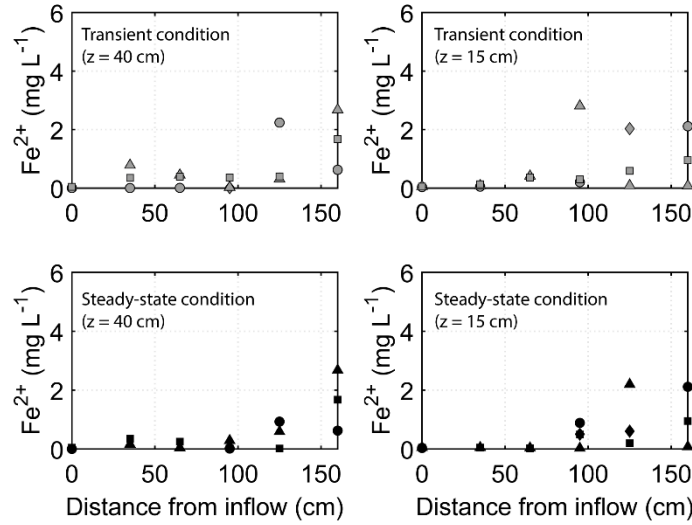 6
4
2
0
Fe2+ (mg L−1)
Transient condition
(z = 40 cm)
0 50 100 150
6
4
2
0
Fe2+ (mg L−1)
Transient condition
(z = 15 cm)
0 50 100 150
6
4
2
0
Fe2+ (mg L−1)
Steady-state condition
(z = 40 cm)
0 50 100 150
Distance from inflow (cm)
6
4
2
0
Fe2+ (mg L−1)
Steady-state condition
(z = 15 cm)
0 50 100 150
Distance from inflow (cm)